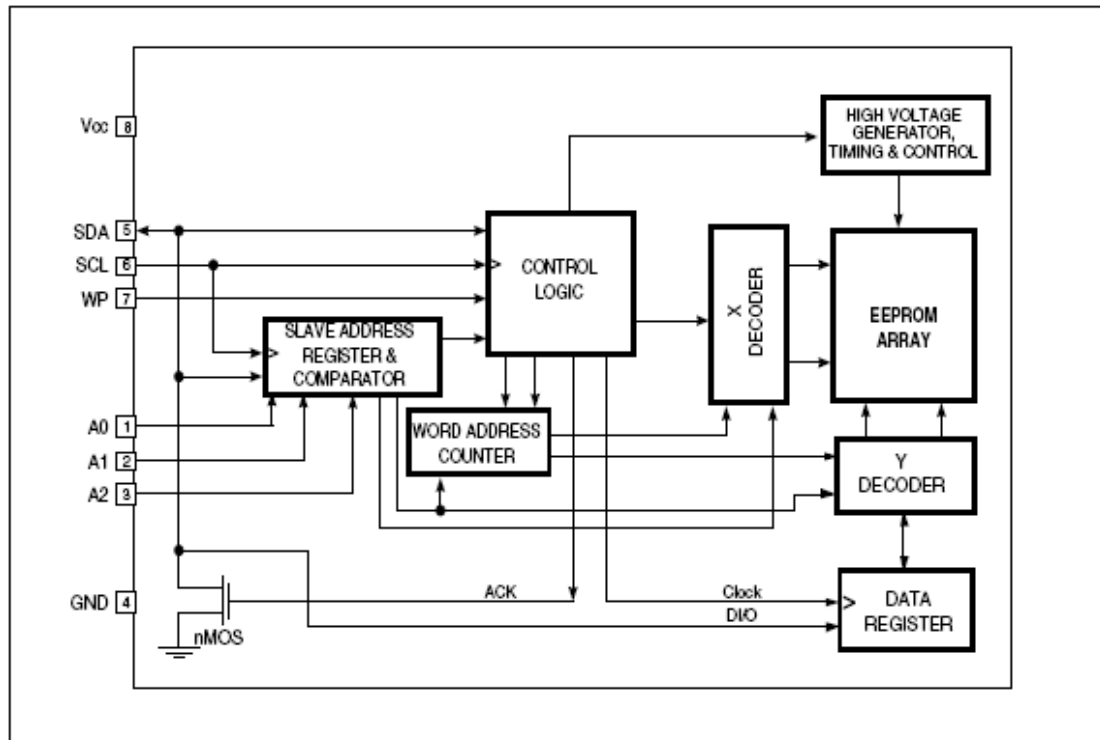 Vcc 8
HIGH VOLTAGE
GENERATOR,
TIMING & CONTROL
SDA 5
SCL 6
WP 7
CONTROL
LOGIC
X
DECODER
EEPROM
ARRAY
SLAVE ADDRESS
REGISTER &
COMPARATOR
A0 1
A1 2
A2 3
WORD ADDRESS
COUNTER
Y
DECODER
GND 4
nMOS
ACK
Clock
DI/O
DATA
REGISTER